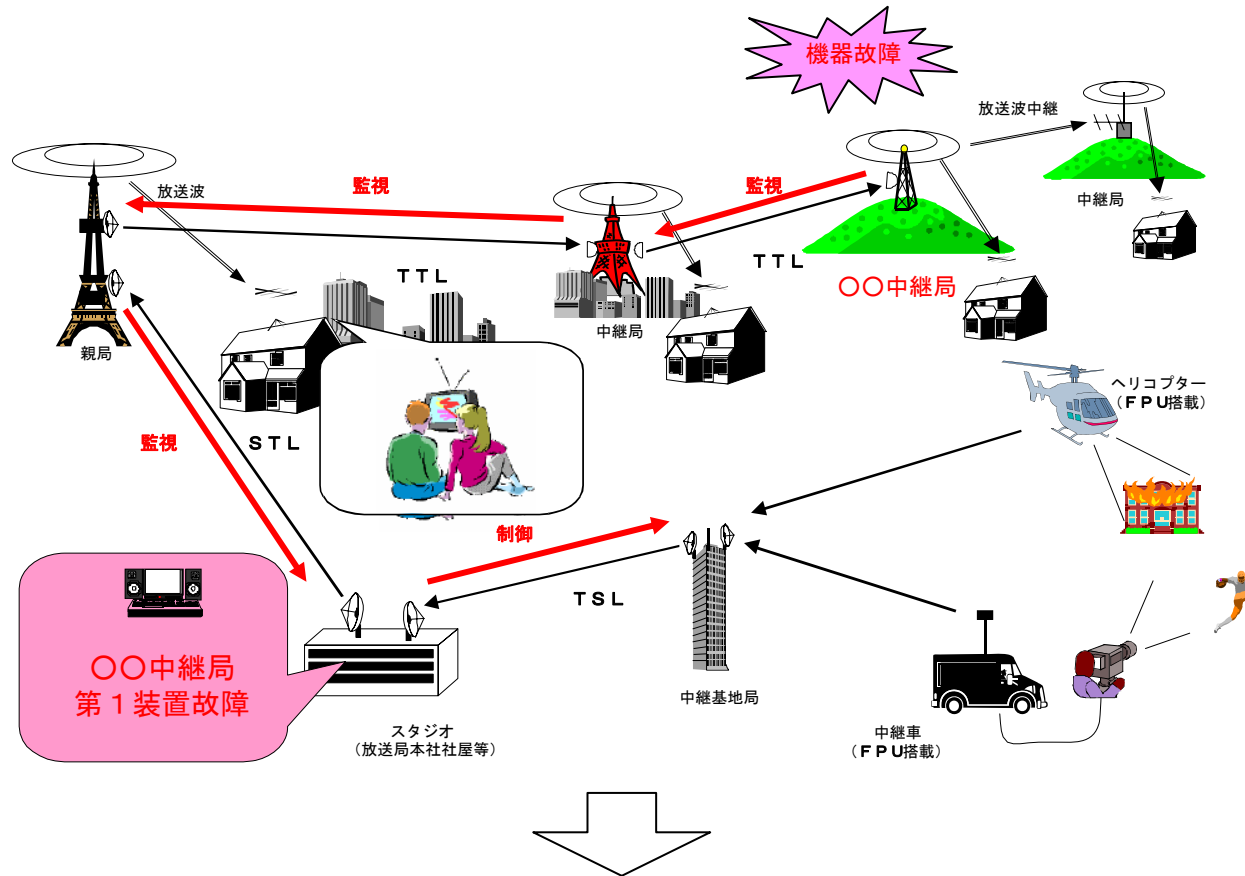 機器故障
放送波中継
放送波
監視
監視
中継局
TTL
TTL
○○中継局
中継局
親局
ヘリコプター
(FPU搭載)
監視
STL
制御
TSL
○○中継局
第1装置故障
中継基地局
スタジオ
(放送局本社社屋等)
中継車
(FPU搭載)